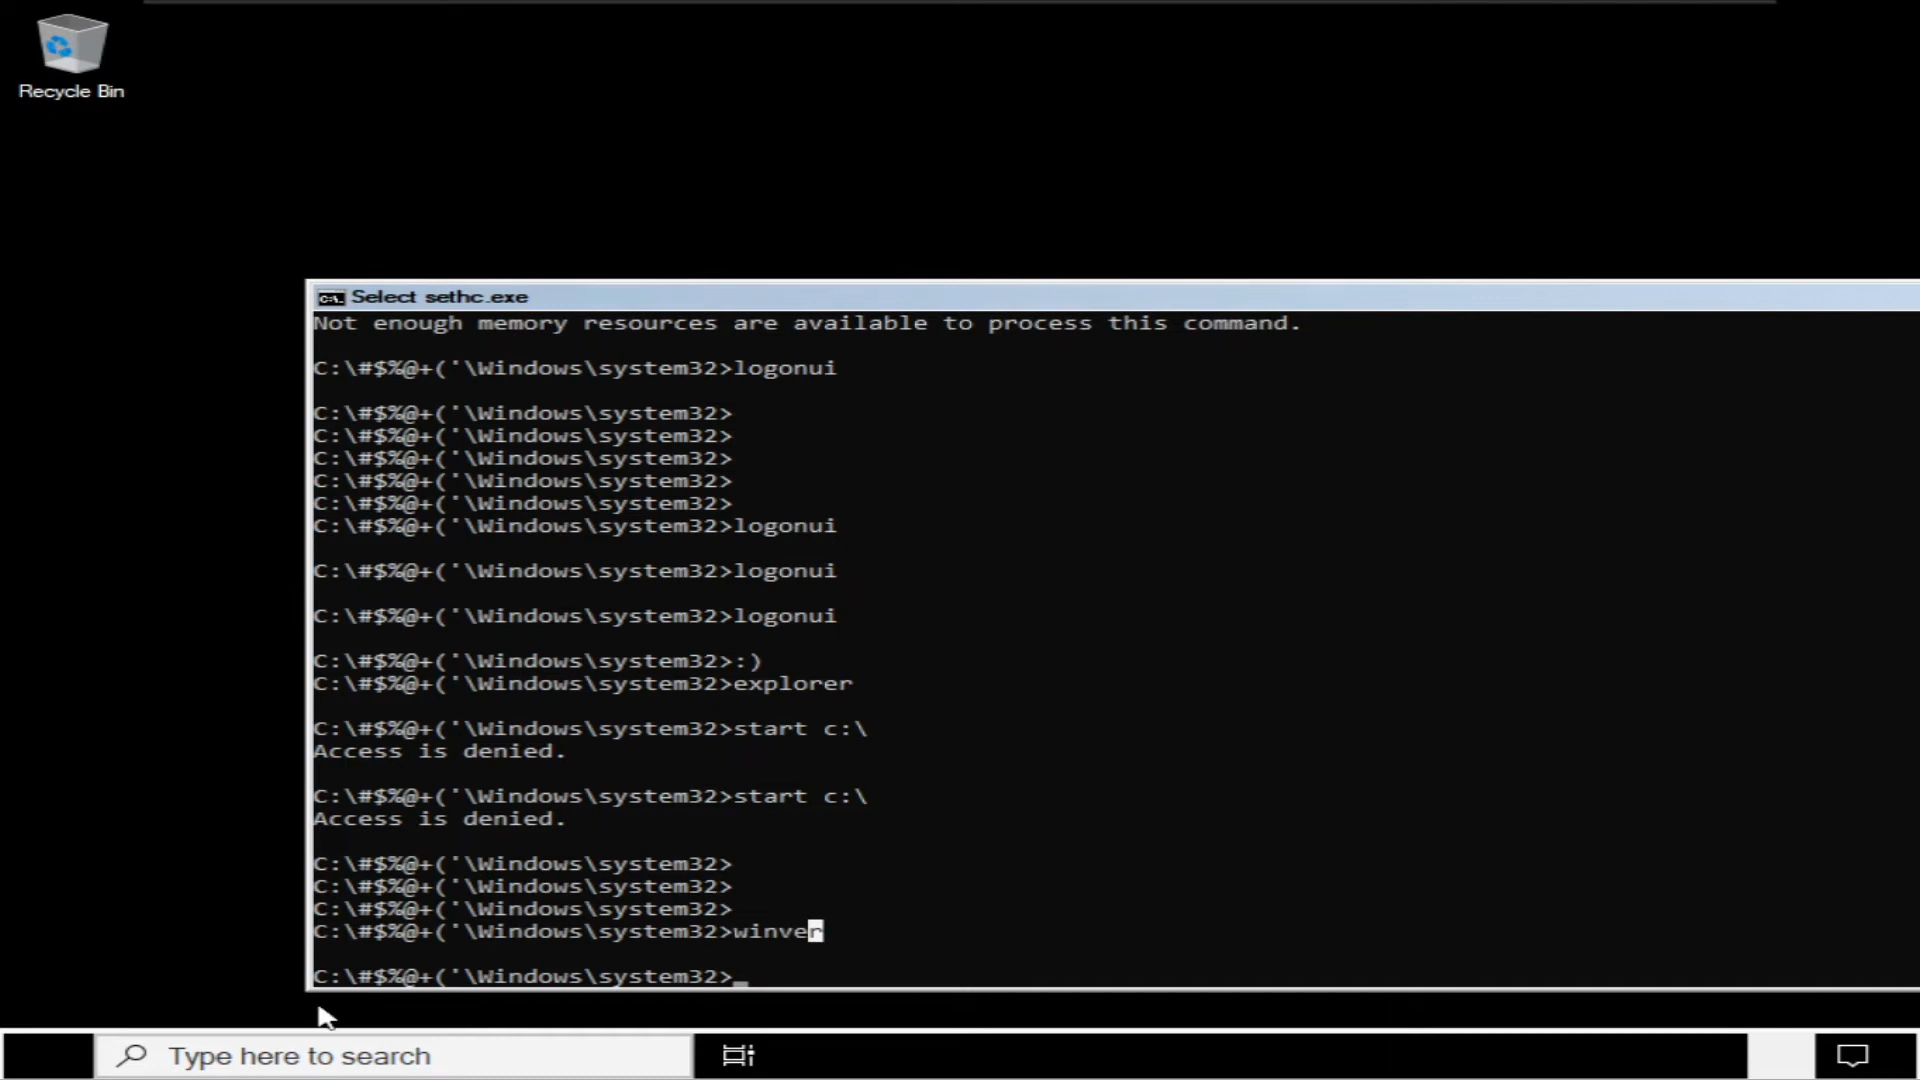 Recycle Bin
Select sethc.exe
Not enough memory resources are available to process this command.
C:\#$%@+('\Windows\system32>logonui
C:\#$%@+('\Windows\system32>
C:\#$%@+('\Windows\system32>
C:\#$%@+('\Windows\system32>
C:\#$%@+('\Windows\system32>
C:\#$%@+('\Windows\system32>
C:\#$%@+('\Windows\system32>logonui
C:\#$%@+('\Windows\system32>logonui
C:\#$%@+('\Windows\system32>logonui
C:\#$%@+('\Windows\system32>:)
C:\#$%@+('\Windows\system32>explorer
C:\#$%@+('\Windows\system32>start c:\
Access is denied.
C:\#$%@+('\Windows\system32>start c:\
Access is denied.
C:\#$%@+('\Windows\system32>
C:\#$%@+('\Windows\system32>
C:\#$%@+('\Windows\system32>
C:\#$%@+('\Windows\system32>winver
C:\#$%@+('\Windows\system32>_
Type here to search